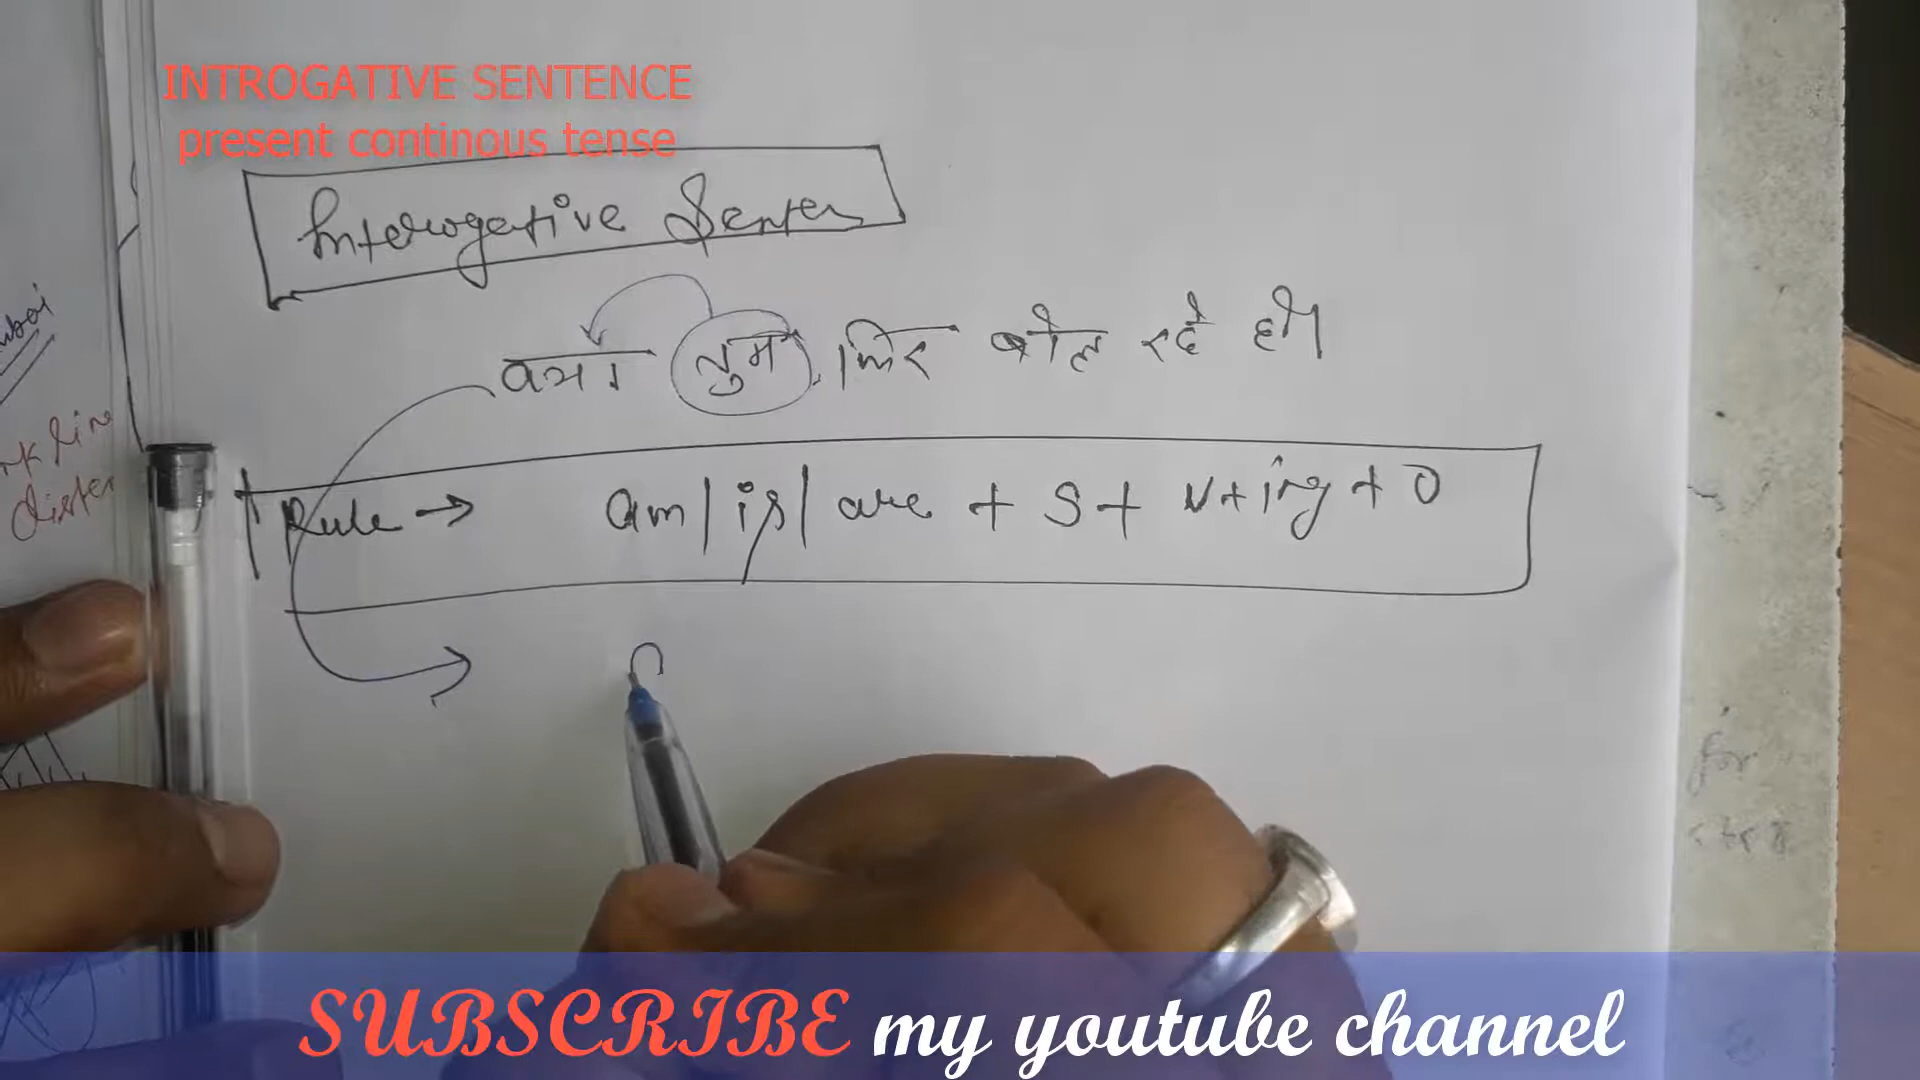 INTROGATIVE SENTENCE
present continous tense
Interogative Senten
क्या तुम फिर बोल रहे हो
Rule → am | is | are + S + V + ing + O
SUBSCRIBE my youtube channel